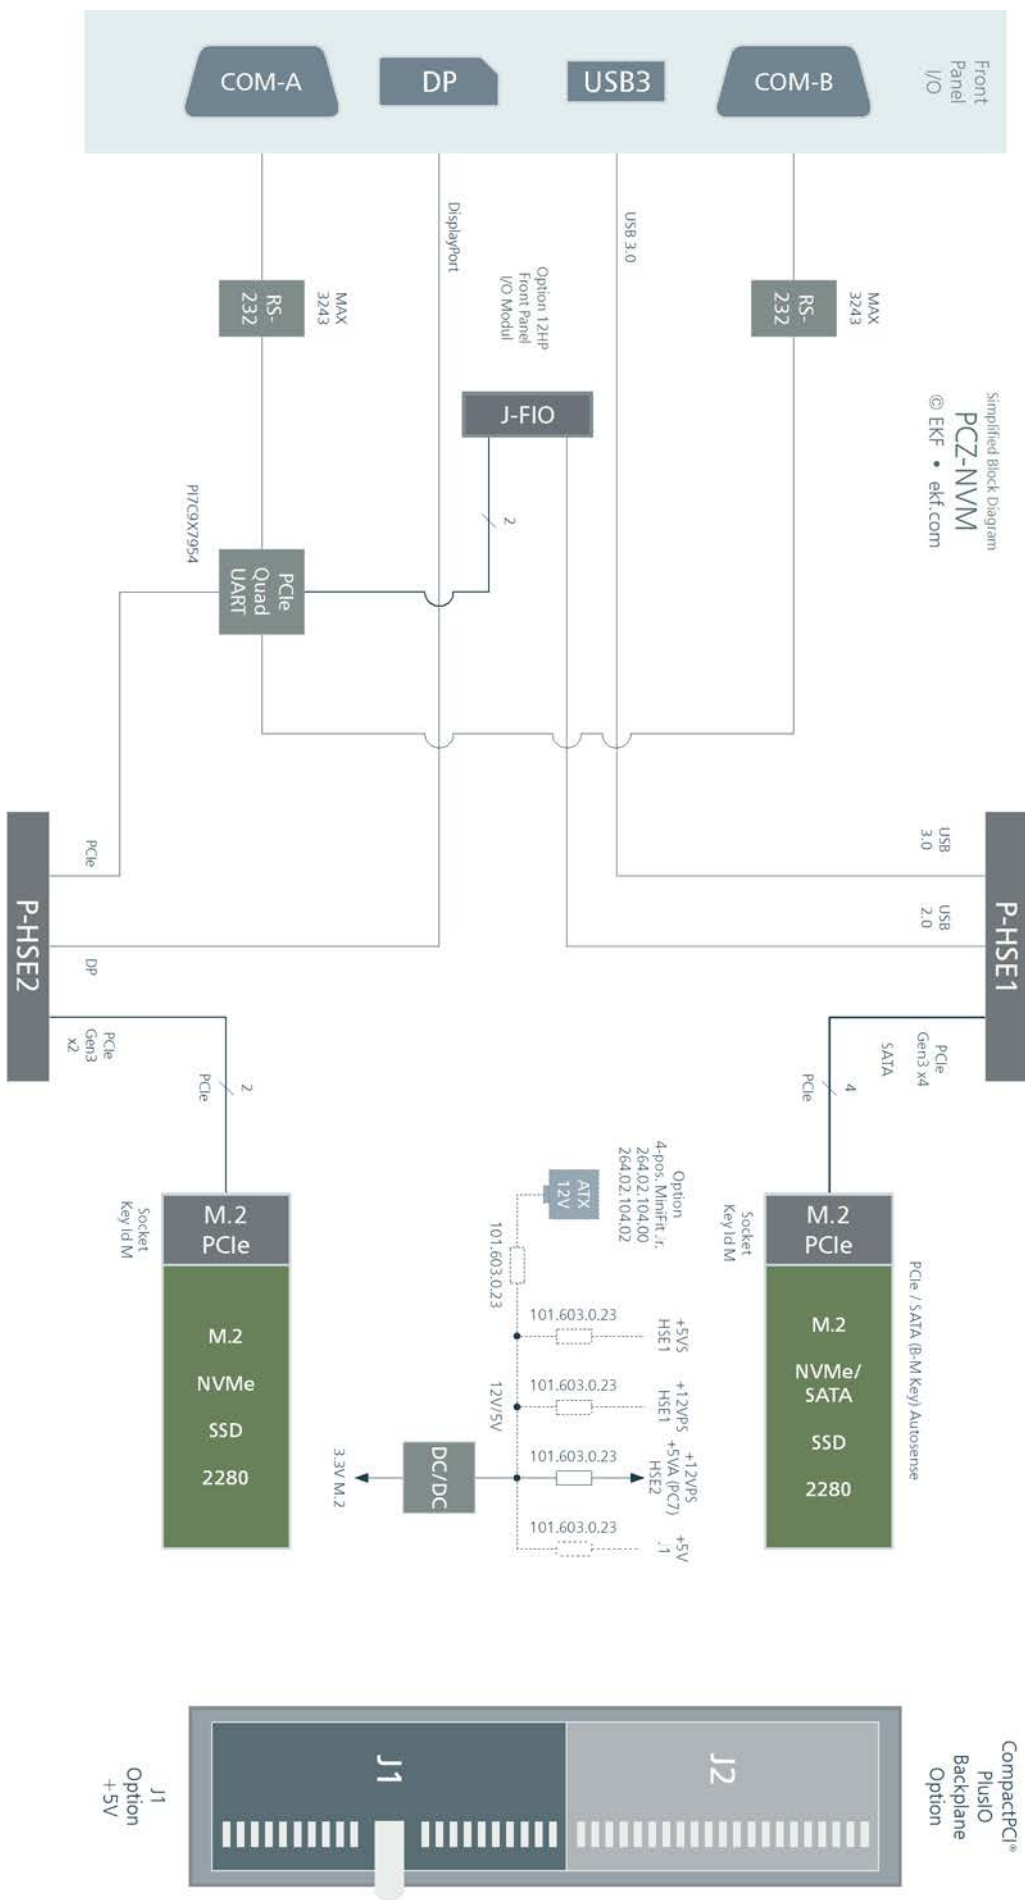 Front
Panel
I/O
COM-A
DP
USB3
COM-B
DisplayPort
USB 3.0
MAX
3243
RS-
232
MAX
3243
RS-
232
Option 12HP
Front Panel
I/O Modul
J-FIO
2
Simplified Block Diagram
PCZ-NVM
© EKF • ekf.com
PI7C9X7954
PCIe
Quad
UART
P-HSE2
PCIe
DP
PCIe
Gen3
x2
PCIe
2
P-HSE1
USB
3.0
USB
2.0
PCIe
Gen3 x4
SATA
PCIe
4
Socket
Key Id M
M.2
PCIe
M.2
NVMe
SSD
2280
Option
4-pos. MiniFit Jr.
264.02.104.00
264.02.104.02
ATX
12V
101.603.0.23
101.603.0.23
+5VS
HSE1
101.603.0.23
+12VPS
HSE1
12V/5V
101.603.0.23
+12VPS
+5VA (PC7)
HSE2
101.603.0.23
+5V
J1
DC/DC
3.3V M.2
Socket
Key Id M
M.2
PCIe
PCIe / SATA (B-M Key) Autosense
M.2
NVMe/
SATA
SSD
2280
J1
J2
J1
Option
+5V
CompactPCI®
PlusIO
Backplane
Option